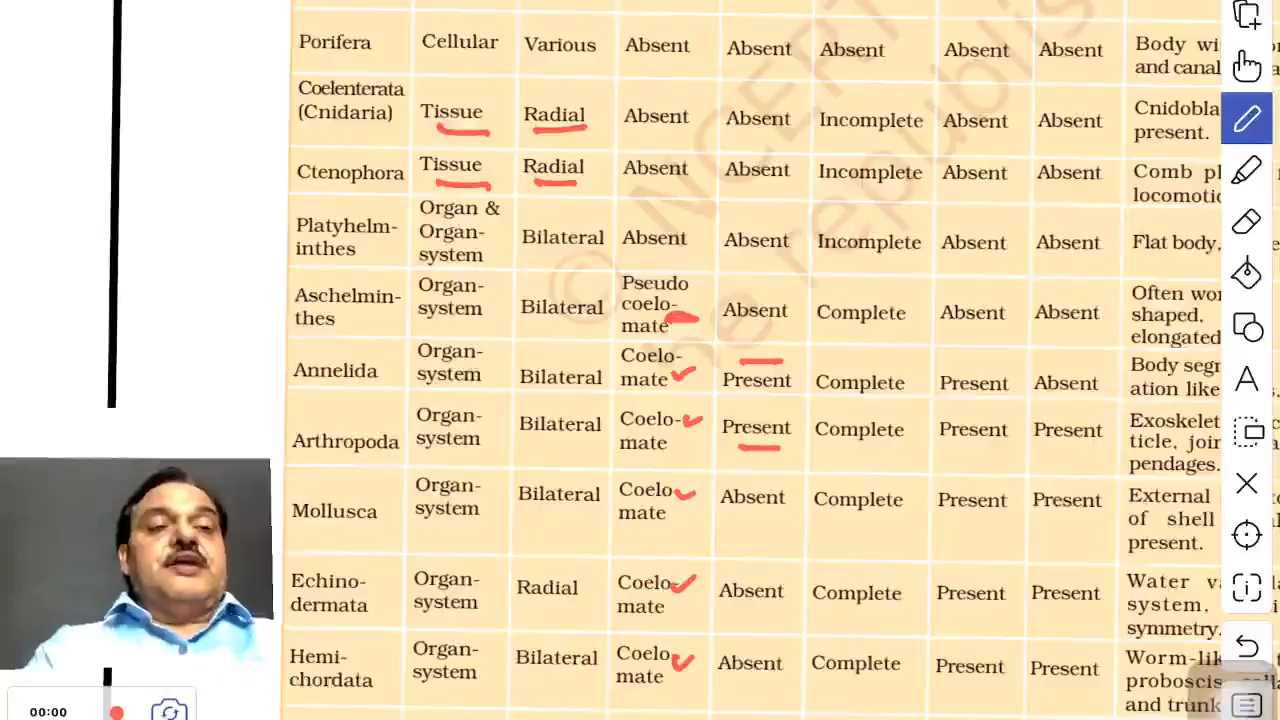 Porifera Cellular Various Absent Absent Absent Absent Absent Body
and canal
Coelenterata
(Cnidaria) Tissue Radial Absent Absent Incomplete Absent Absent Cnidobla
present.
Ctenophora Tissue Radial Absent Absent Incomplete Absent Absent Comb
locomotio
Platyhelm-
inthes Organ &
Organ-
system Bilateral Absent Absent Incomplete Absent Absent Flat body,
Aschelmin-
thes Organ-
system Bilateral Pseudo
coelo-
mate Absent Complete Absent Absent Often
shaped,
elongated
Annelida Organ-
system Bilateral Coelo-
mate Present Complete Present Absent Body segm
ation like
Arthropoda Organ-
system Bilateral Coelo-
mate Present Complete Present Present Exoskelet
ticle, join
pendages.
Mollusca Organ-
system Bilateral Coelo
mate Absent Complete Present Present External
of shell
present.
Echino-
dermata Organ-
system Radial Coelo-
mate Absent Complete Present Present Water
system,
symmetry.
Hemi-
chordata Organ-
system Bilateral Coelo
mate Absent Complete Present Present Worm-lik
proboscis,
and trunk
© NCERT
be republis
A
00:00